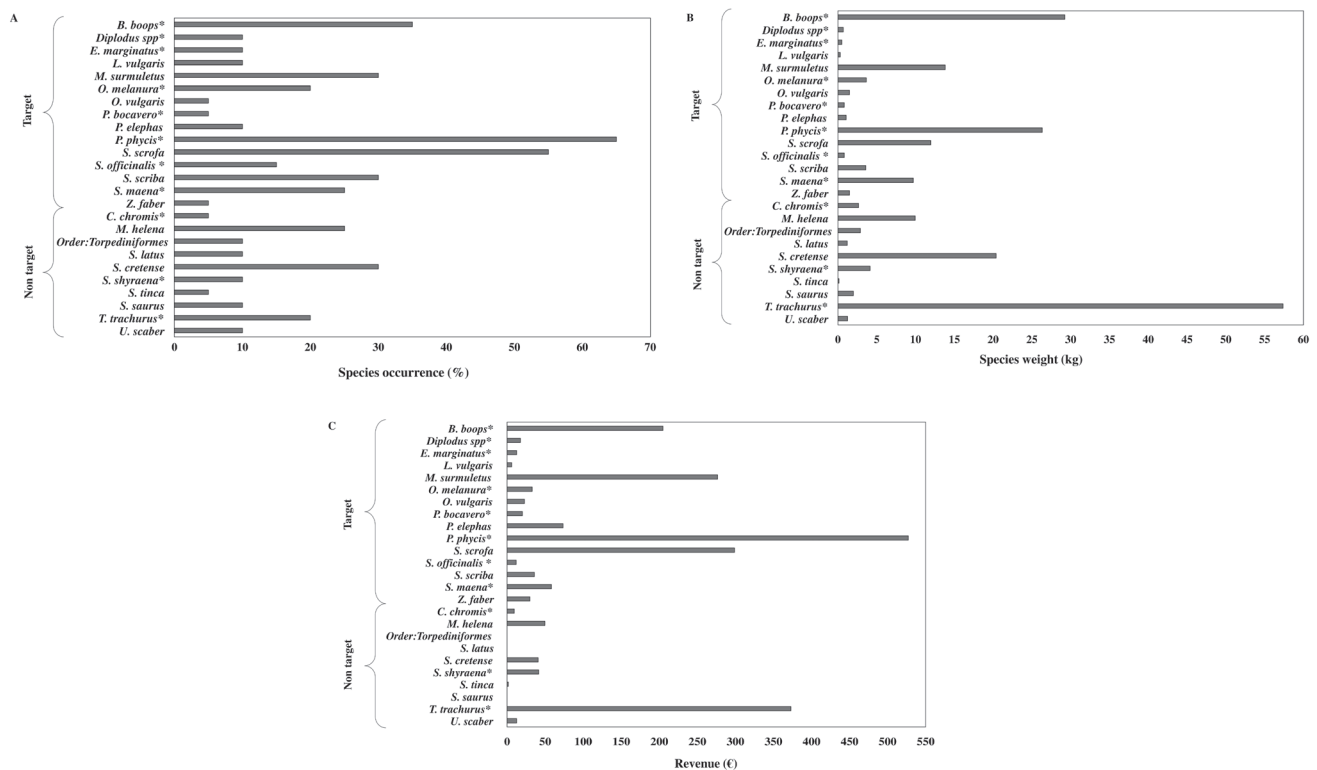 A
Target
Non target
B. boops*
Diplodus spp*
E. marginatus*
L. vulgaris
M. surmuletus
O. melanura*
O. vulgaris
P. bocavero*
P. elephas
P. phycis*
S. scrofa
S. officinalis *
S. scriba
S. maena*
Z. faber
C. chromis*
M. helena
Order:Torpediniformes
S. latus
S. cretense
S. shyraena*
S. tinca
S. saurus
T. trachurus*
U. scaber
0 10 20 30 40 50 60 70
Species occurrence (%)
B
Target
Non target
B. boops*
Diplodus spp*
E. marginatus*
L. vulgaris
M. surmuletus
O. melanura*
O. vulgaris
P. bocavero*
P. elephas
P. phycis*
S. scrofa
S. officinalis *
S. scriba
S. maena*
Z. faber
C. chromis*
M. helena
Order:Torpediniformes
S. latus
S. cretense
S. shyraena*
S. tinca
S. saurus
T. trachurus*
U. scaber
0 5 10 15 20 25 30 35 40 45 50 55 60
Species weight (kg)
C
Target
Non target
B. boops*
Diplodus spp*
E. marginatus*
L. vulgaris
M. surmuletus
O. melanura*
O. vulgaris
P. bocavero*
P. elephas
P. phycis*
S. scrofa
S. officinalis *
S. scriba
S. maena*
Z. faber
C. chromis*
M. helena
Order:Torpediniformes
S. latus
S. cretense
S. shyraena*
S. tinca
S. saurus
T. trachurus*
U. scaber
0 50 100 150 200 250 300 350 400 450 500 550
Revenue (€)